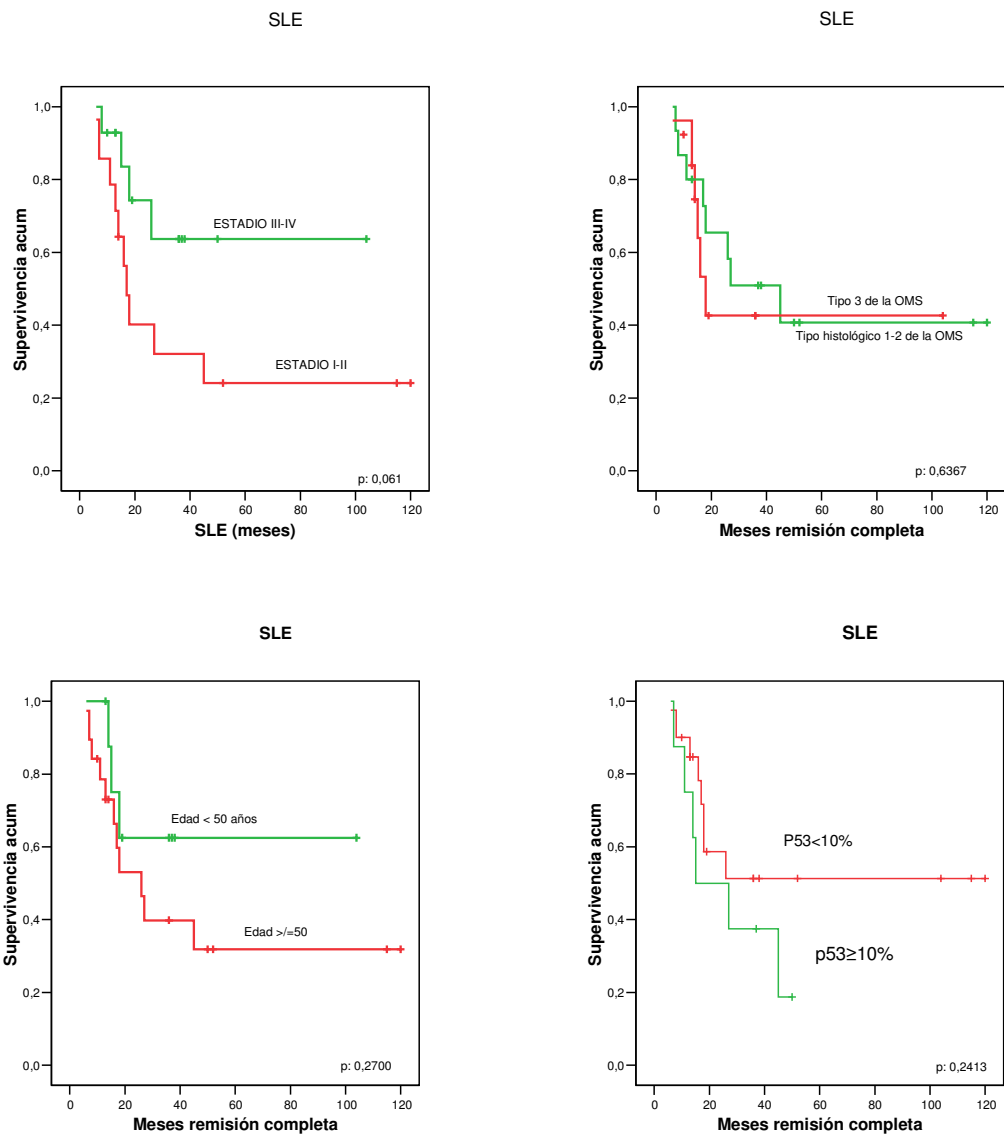 SLE
Supervivencia acum
1,0
0,8
0,6
0,4
0,2
0,0
ESTADIO III-IV
ESTADIO I-II
p: 0,061
0 20 40 60 80 100 120
SLE (meses)
SLE
Supervivencia acum
1,0
0,8
0,6
0,4
0,2
0,0
Tipo 3 de la OMS
Tipo histológico 1-2 de la OMS
p: 0,6367
0 20 40 60 80 100 120
Meses remisión completa
SLE
Supervivencia acum
1,0
0,8
0,6
0,4
0,2
0,0
Edad < 50 años
Edad >/=50
p: 0,2700
0 20 40 60 80 100 120
Meses remisión completa
SLE
Supervivencia acum
1,0
0,8
0,6
0,4
0,2
0,0
P53<10%
p53≥10%
p: 0,2413
0 20 40 60 80 100 120
Meses remisión completa